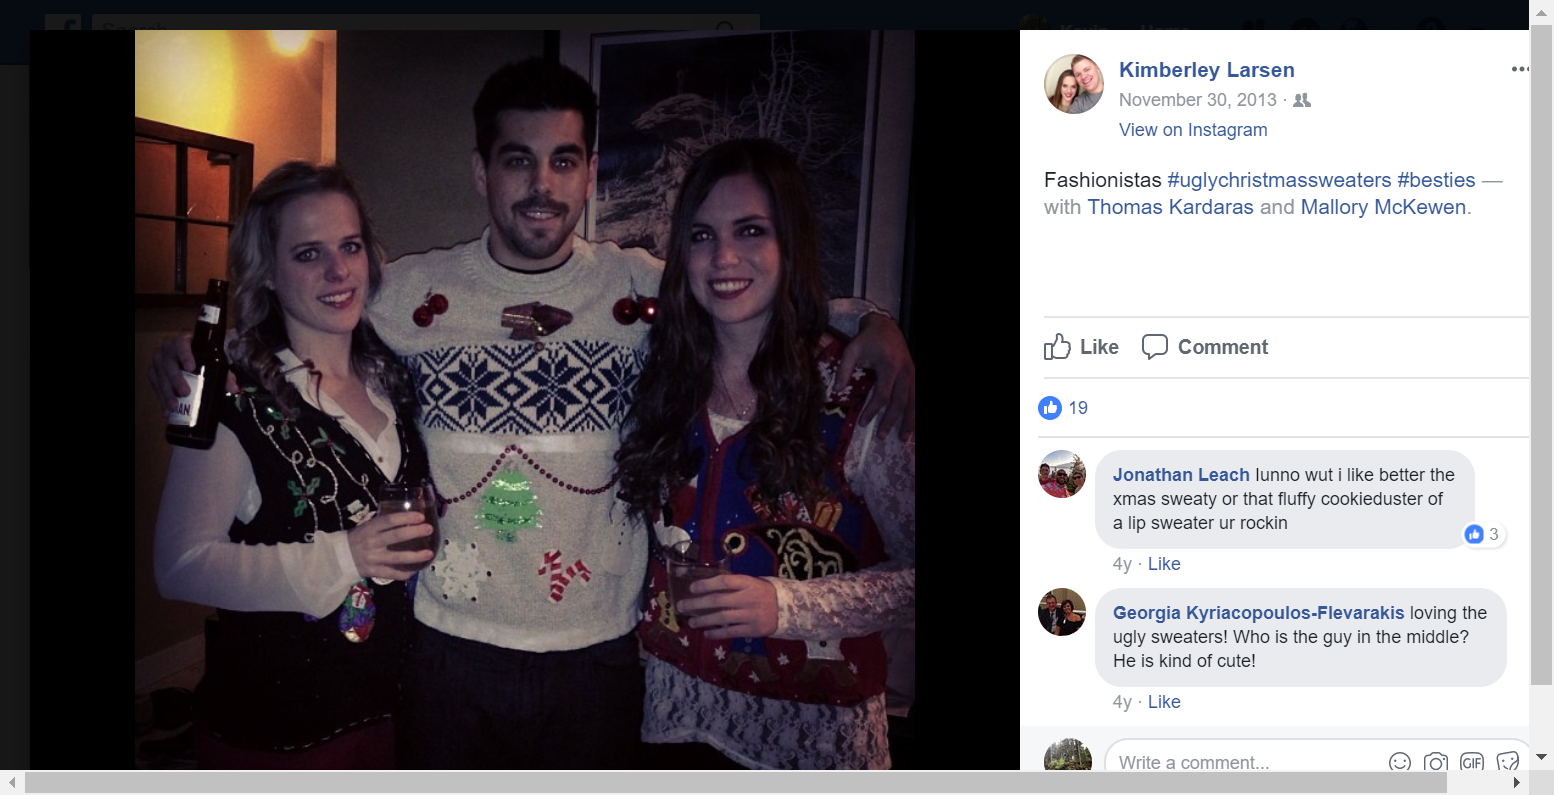 Search
Kimberley Larsen
November 30, 2013 ·
View on Instagram
Fashionistas #uglychristmassweaters #besties —
with Thomas Kardaras and Mallory McKewen.
Like Comment
19
Jonathan Leach Iunno wut i like better the
xmas sweaty or that fluffy cookieduster of
a lip sweater ur rockin
3
4y · Like
Georgia Kyriacopoulos-Flevarakis loving the
ugly sweaters! Who is the guy in the middle?
He is kind of cute!
4y · Like
Write a comment...
GIF